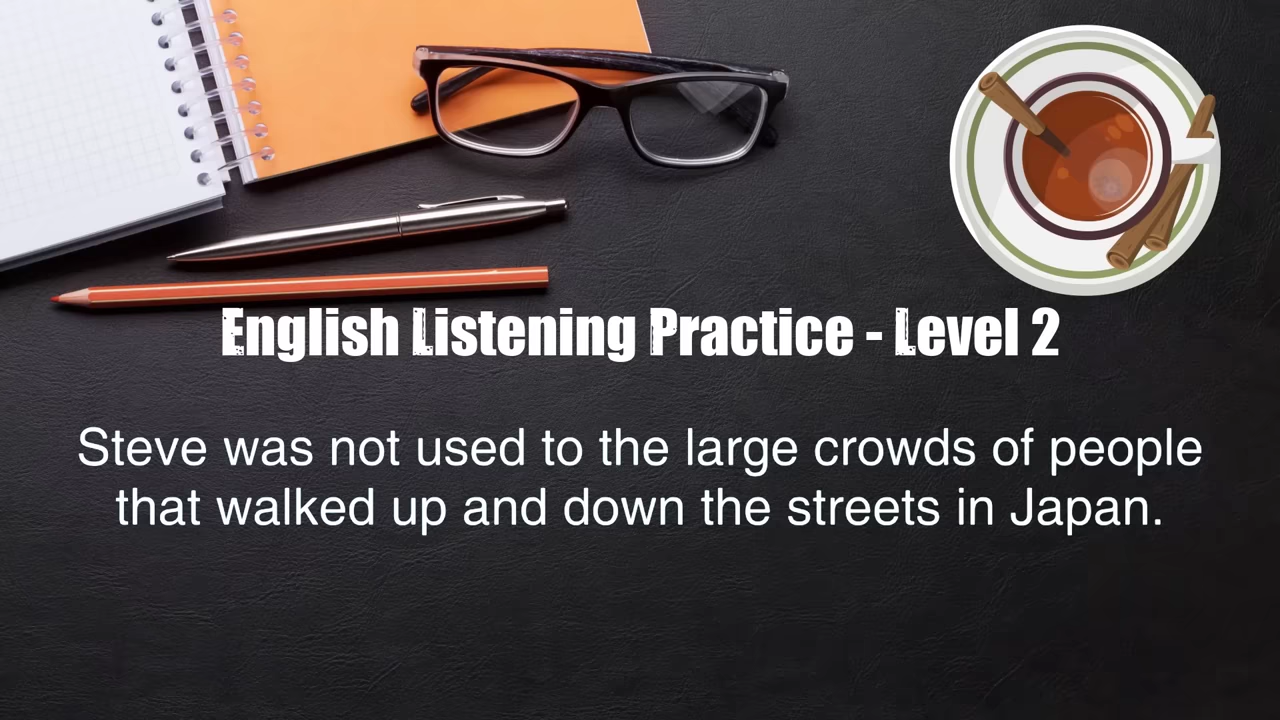 English Listening Practice - Level 2
Steve was not used to the large crowds of people
that walked up and down the streets in Japan.